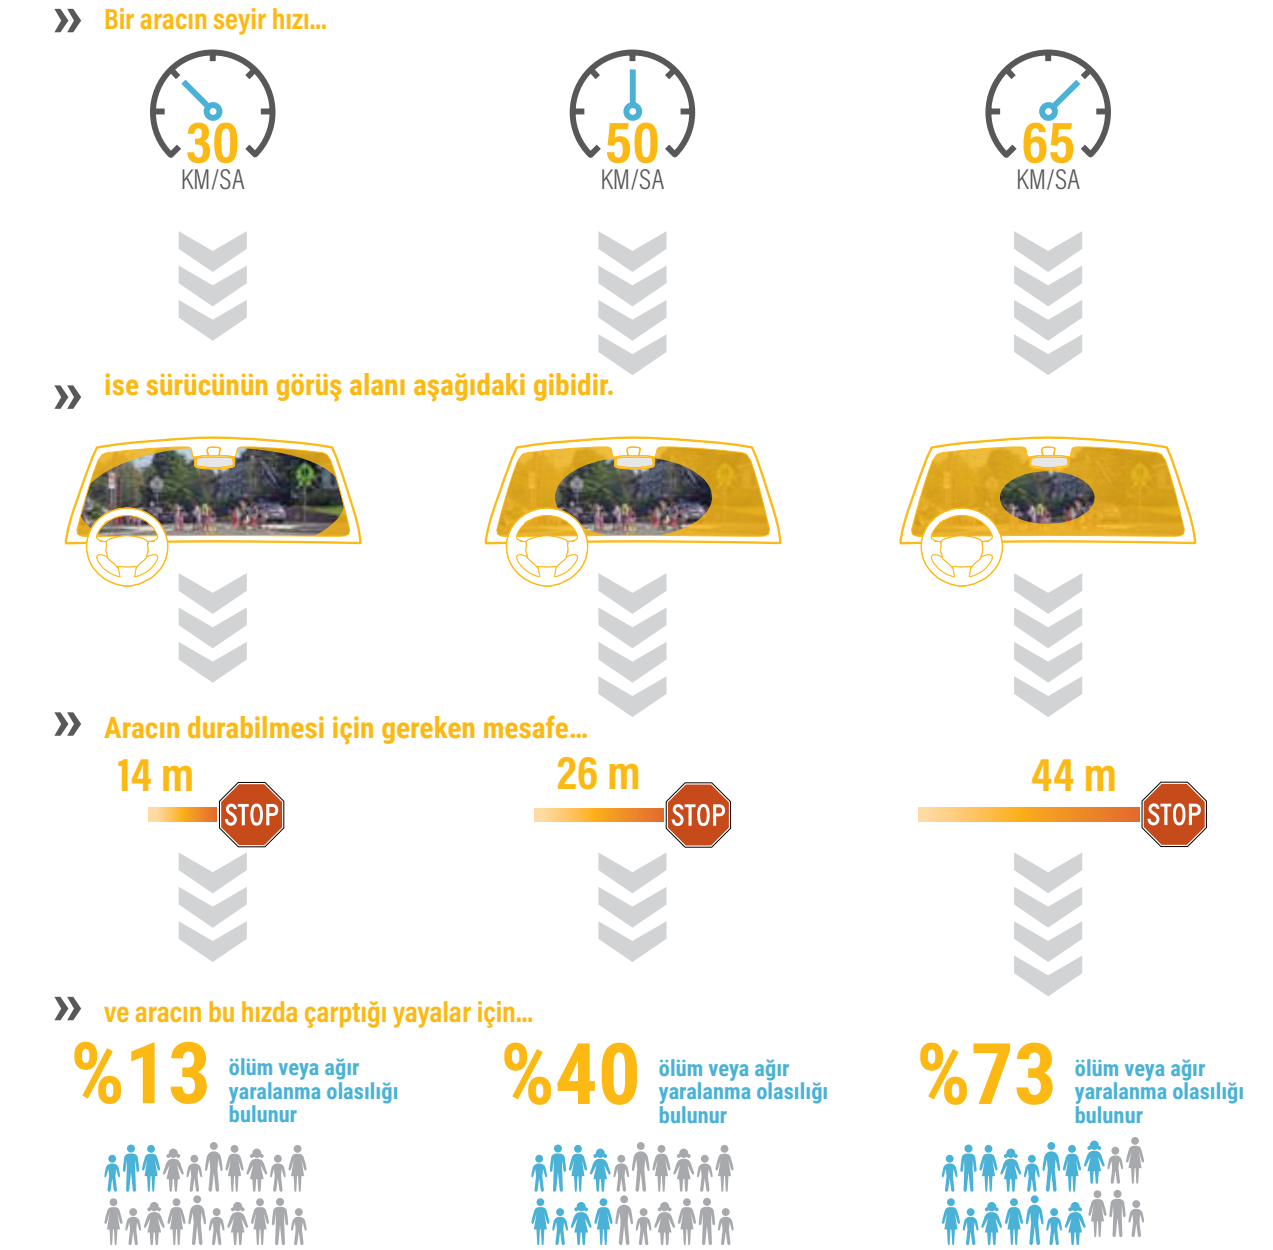 Bir aracın seyir hızı...
30
KM/SA
50
KM/SA
65
KM/SA
ise sürücünün görüş alanı aşağıdaki gibidir.
Aracın durabilmesi için gereken mesafe...
14 m
STOP
26 m
STOP
44 m
STOP
ve aracın bu hızda çarptığı yayalar için...
%13
ölüm veya ağır
yaralanma olasılığı
bulunur
%40
ölüm veya ağır
yaralanma olasılığı
bulunur
%73
ölüm veya ağır
yaralanma olasılığı
bulunur